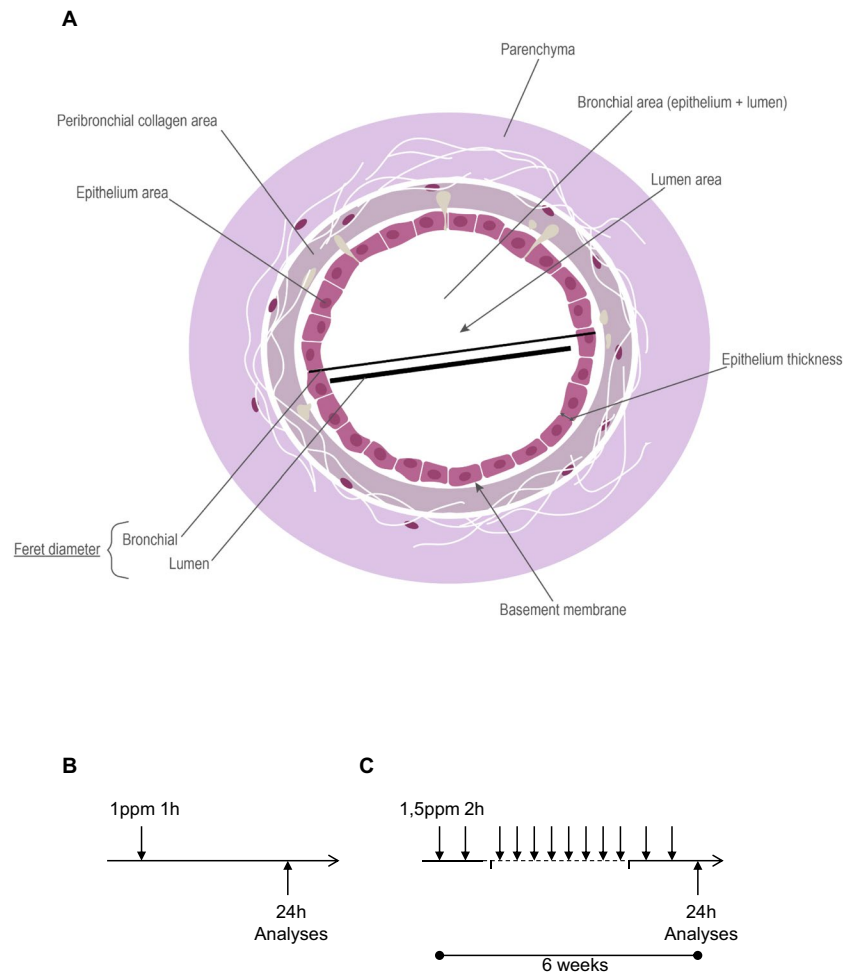 A
Parenchyma
Bronchial area (epithelium + lumen)
Peribronchial collagen area
Lumen area
Epithelium area
Epithelium thickness
Feret diameter
Bronchial
Lumen
Basement membrane
B
C
1ppm 1h
1,5ppm 2h
24h
Analyses
24h
Analyses
6 weeks